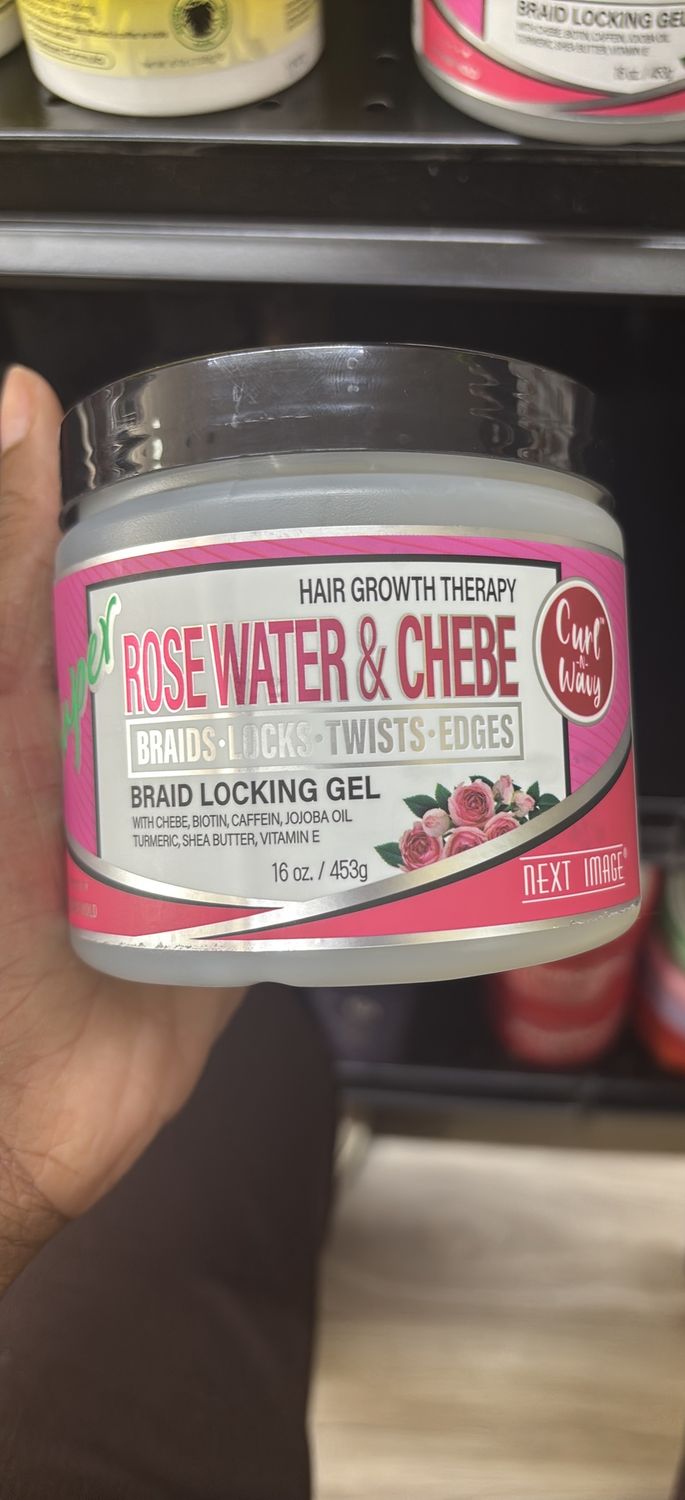 BRAID LOCKING GEL
HAIR GROWTH THERAPY
ROSE WATER & CHEBE
BRAIDS·LOCKS·TWISTS·EDGES
BRAID LOCKING GEL
WITH CHEBE, BIOTIN, CAFFEIN, JOJOBA OIL
TURMERIC, SHEA BUTTER, VITAMIN E
16 oz. / 453g
Curl™
-N-
Wavy
NEXT IMAGE®